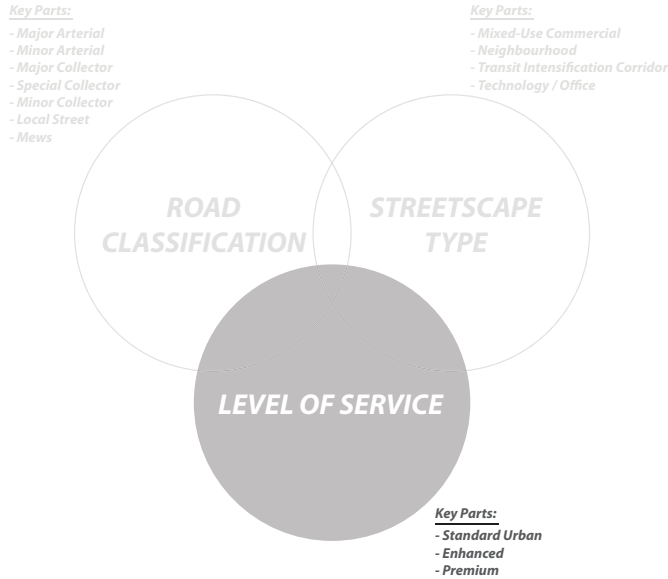 Key Parts:
- Major Arterial
- Minor Arterial
- Major Collector
- Special Collector
- Minor Collector
- Local Street
- Mews
Key Parts:
- Mixed-Use Commercial
- Neighbourhood
- Transit Intensification Corridor
- Technology / Office
ROAD
CLASSIFICATION
STREETSCAPE
TYPE
LEVEL OF SERVICE
Key Parts:
- Standard Urban
- Enhanced
- Premium